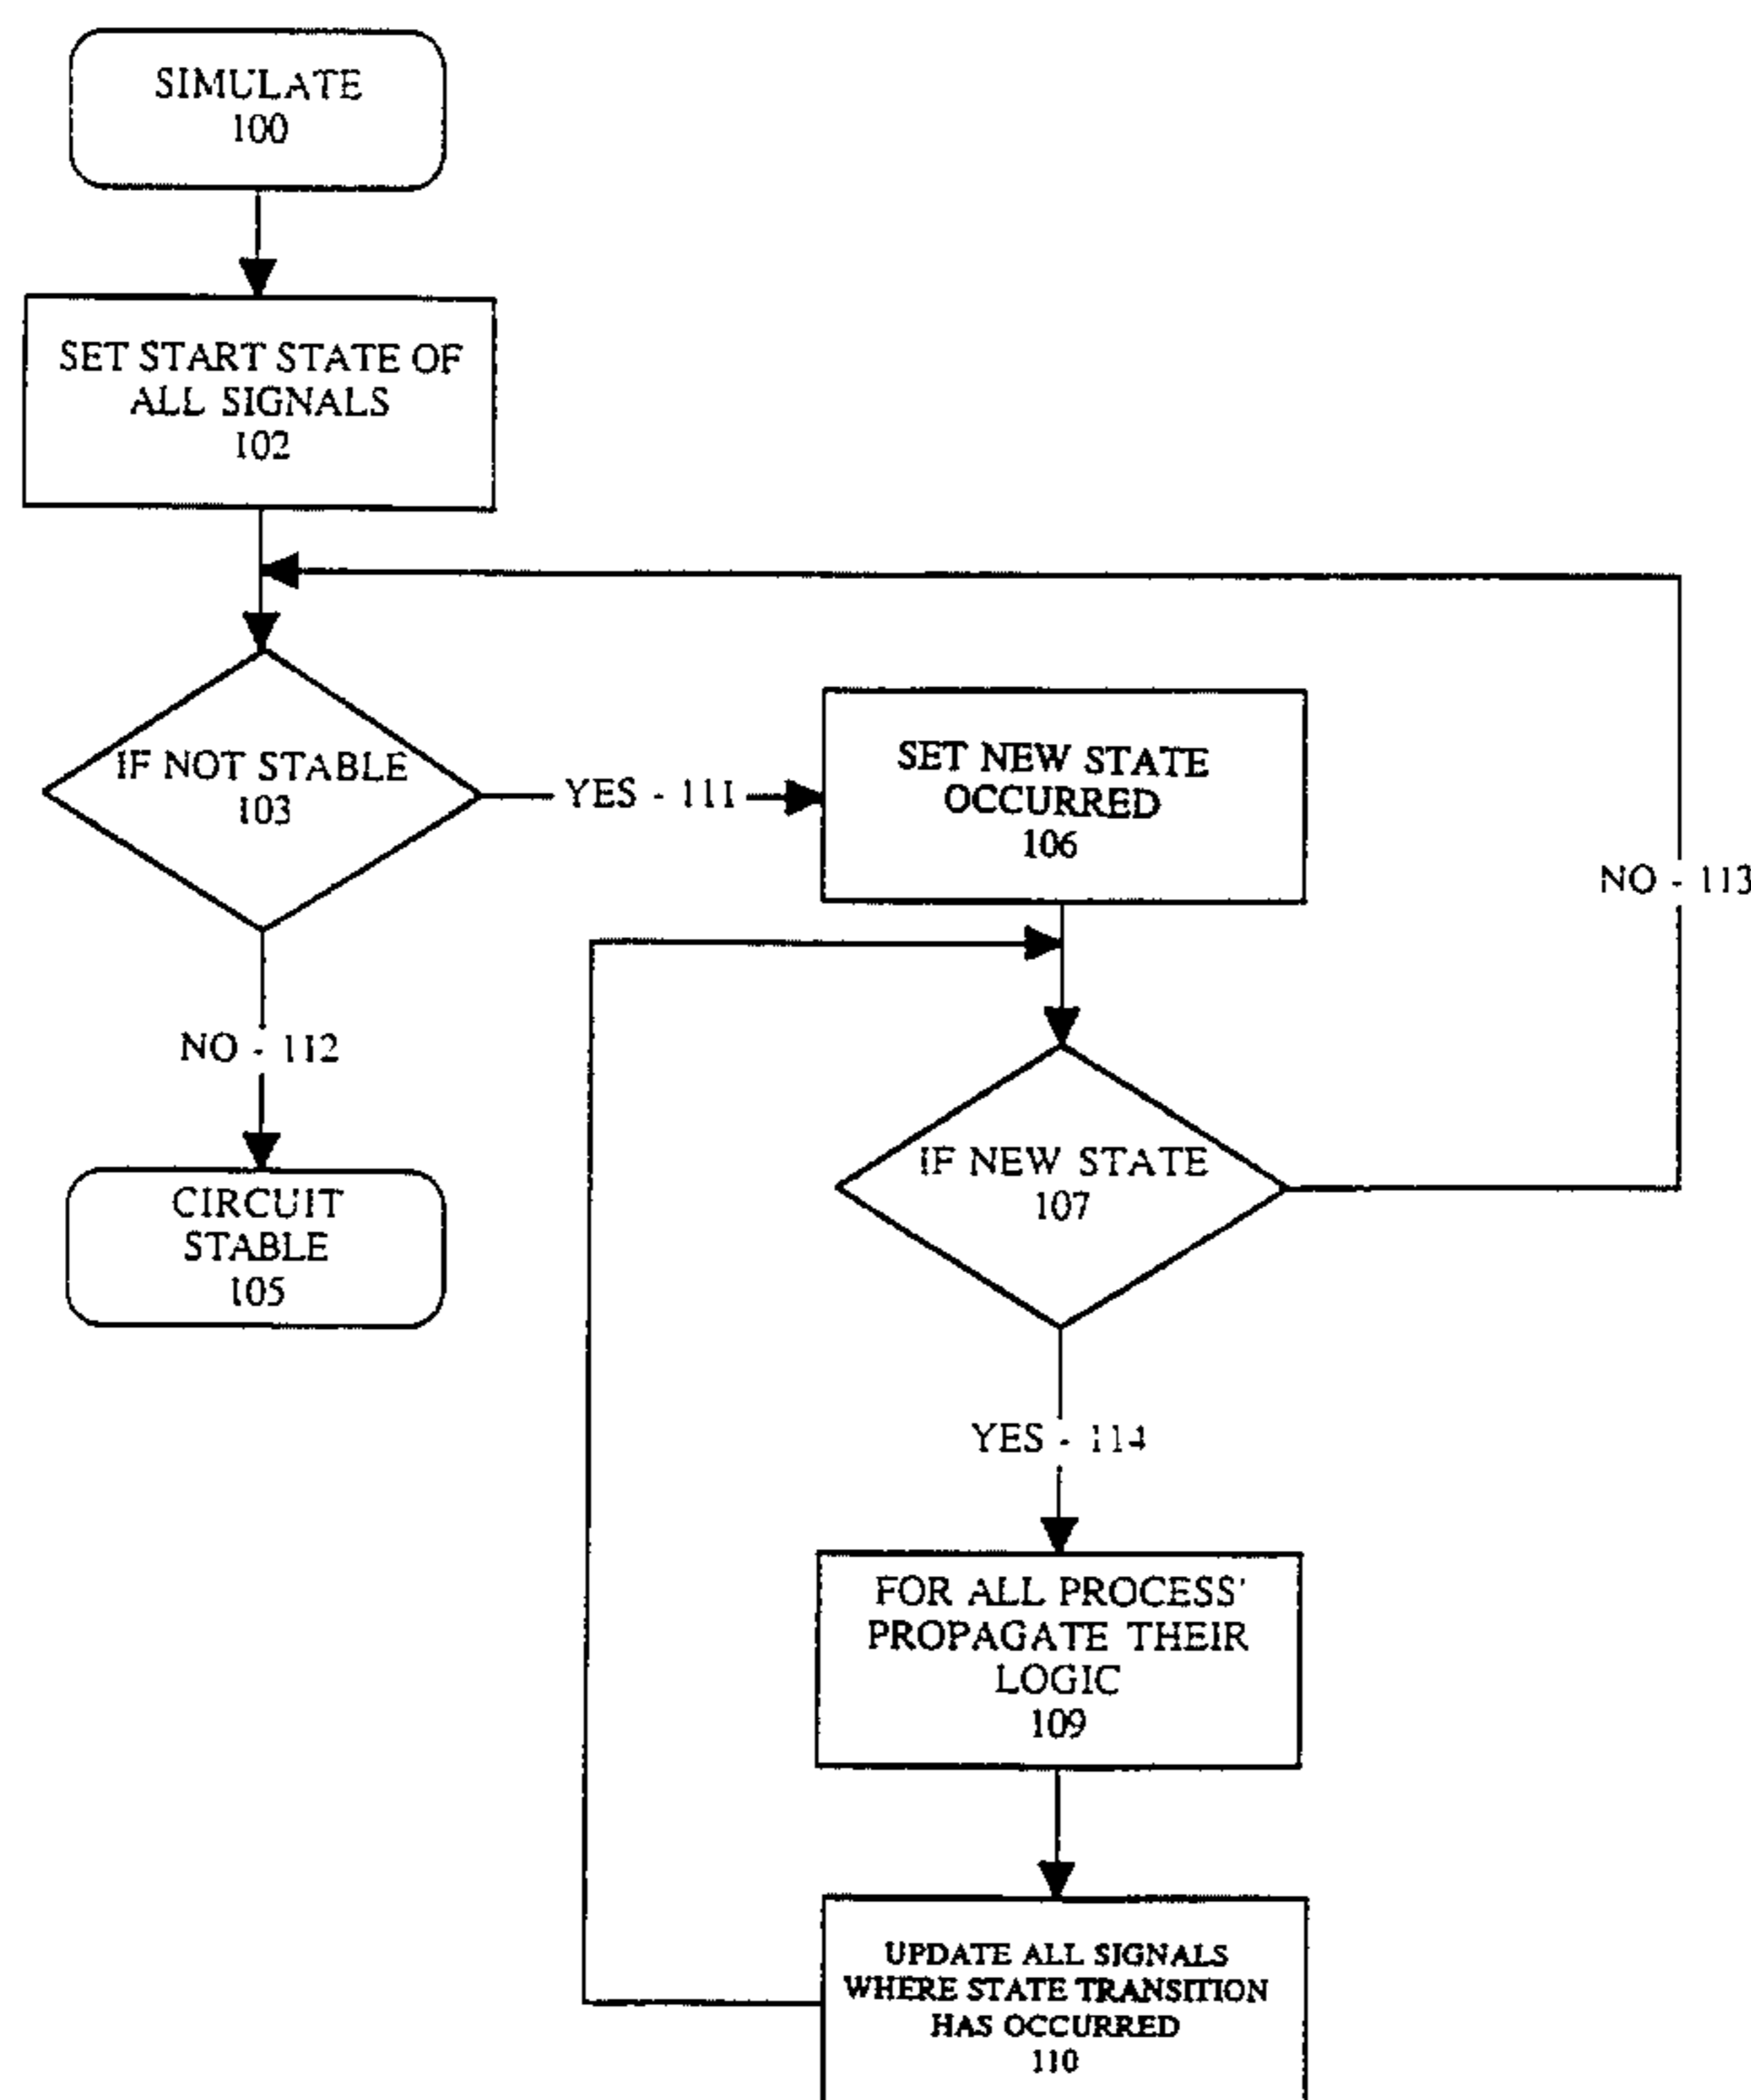 SIMULATE
100
SET START STATE OF
ALL SIGNALS
102
IF NOT STABLE
103
YES - 111
SET NEW STATE
OCCURRED
106
NO - 113
NO - 112
IF NEW STATE
107
CIRCUIT
STABLE
105
YES - 114
FOR ALL PROCESS'
PROPAGATE THEIR
LOGIC
109
UPDATE ALL SIGNALS
WHERE STATE TRANSITION
HAS OCCURRED
110